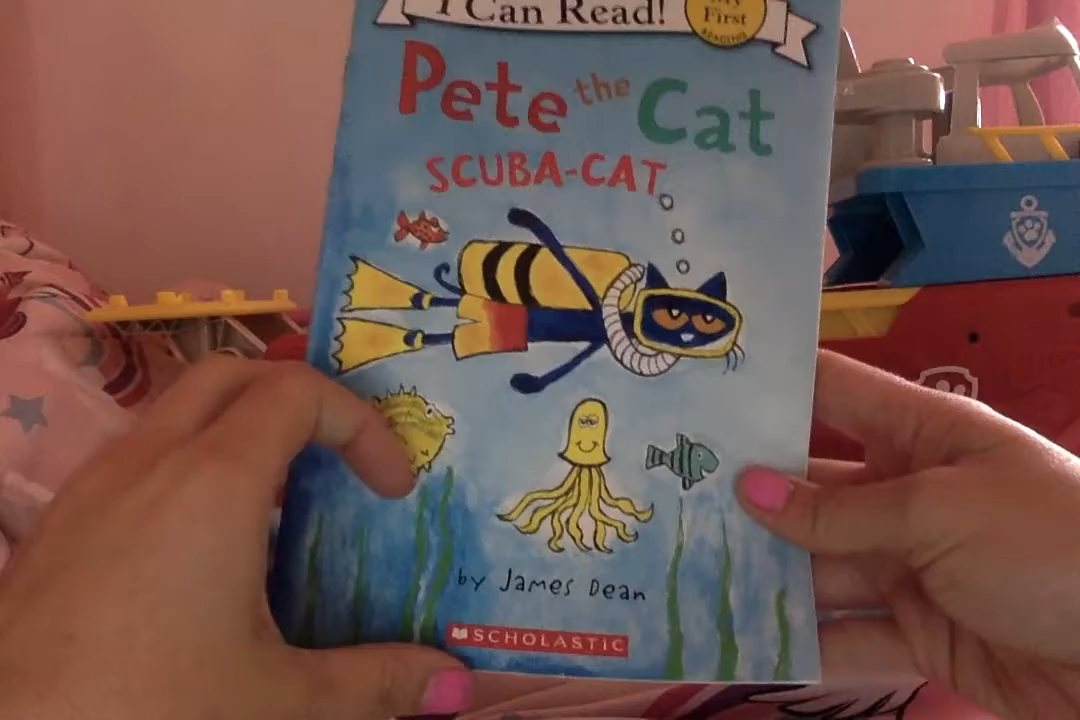 I Can Read!
My
First
READING
Pete the Cat
SCUBA-CAT
by James Dean
SCHOLASTIC